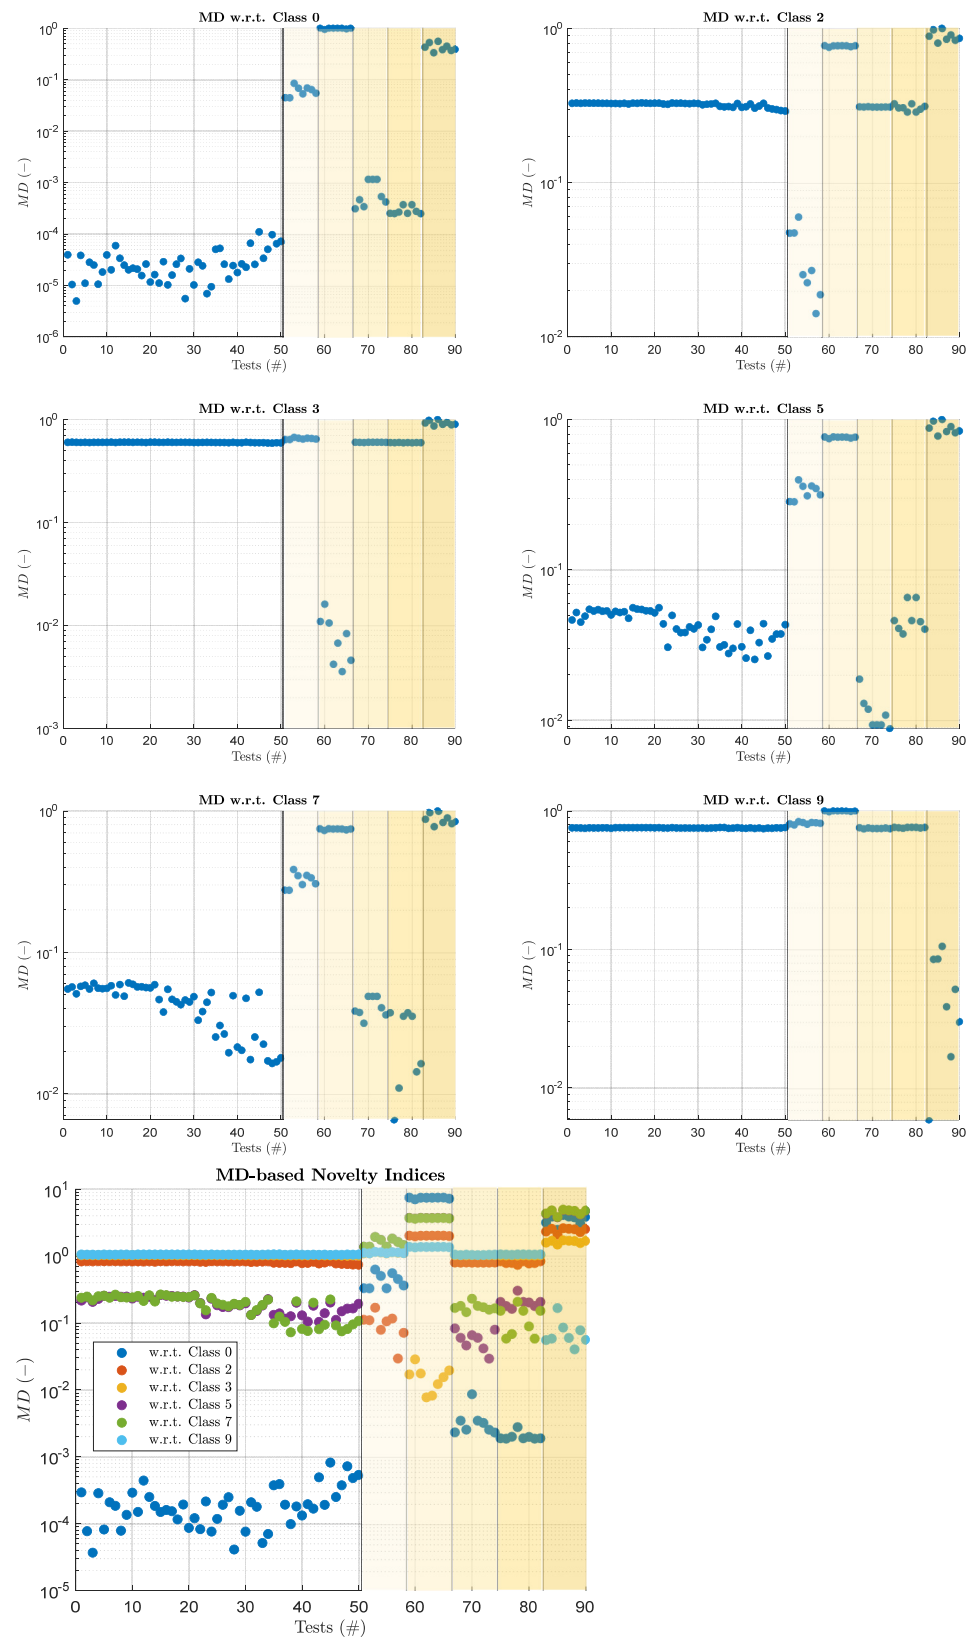 MD w.r.t. Class 0
10^0
10^-1
10^-2
10^-3
10^-4
10^-5
10^-6
MD (−)
0 10 20 30 40 50 60 70 80 90
Tests (#)
MD w.r.t. Class 2
10^0
10^-1
10^-2
MD (−)
0 10 20 30 40 50 60 70 80 90
Tests (#)
MD w.r.t. Class 3
10^0
10^-1
10^-2
10^-3
MD (−)
0 10 20 30 40 50 60 70 80 90
Tests (#)
MD w.r.t. Class 5
10^0
10^-1
10^-2
MD (−)
0 10 20 30 40 50 60 70 80 90
Tests (#)
MD w.r.t. Class 7
10^0
10^-1
10^-2
MD (−)
0 10 20 30 40 50 60 70 80 90
Tests (#)
MD w.r.t. Class 9
10^0
10^-1
10^-2
MD (−)
0 10 20 30 40 50 60 70 80 90
Tests (#)
MD-based Novelty Indices
10^1
10^0
10^-1
10^-2
10^-3
10^-4
10^-5
MD (−)
w.r.t. Class 0
w.r.t. Class 2
w.r.t. Class 3
w.r.t. Class 5
w.r.t. Class 7
w.r.t. Class 9
0 10 20 30 40 50 60 70 80 90
Tests (#)